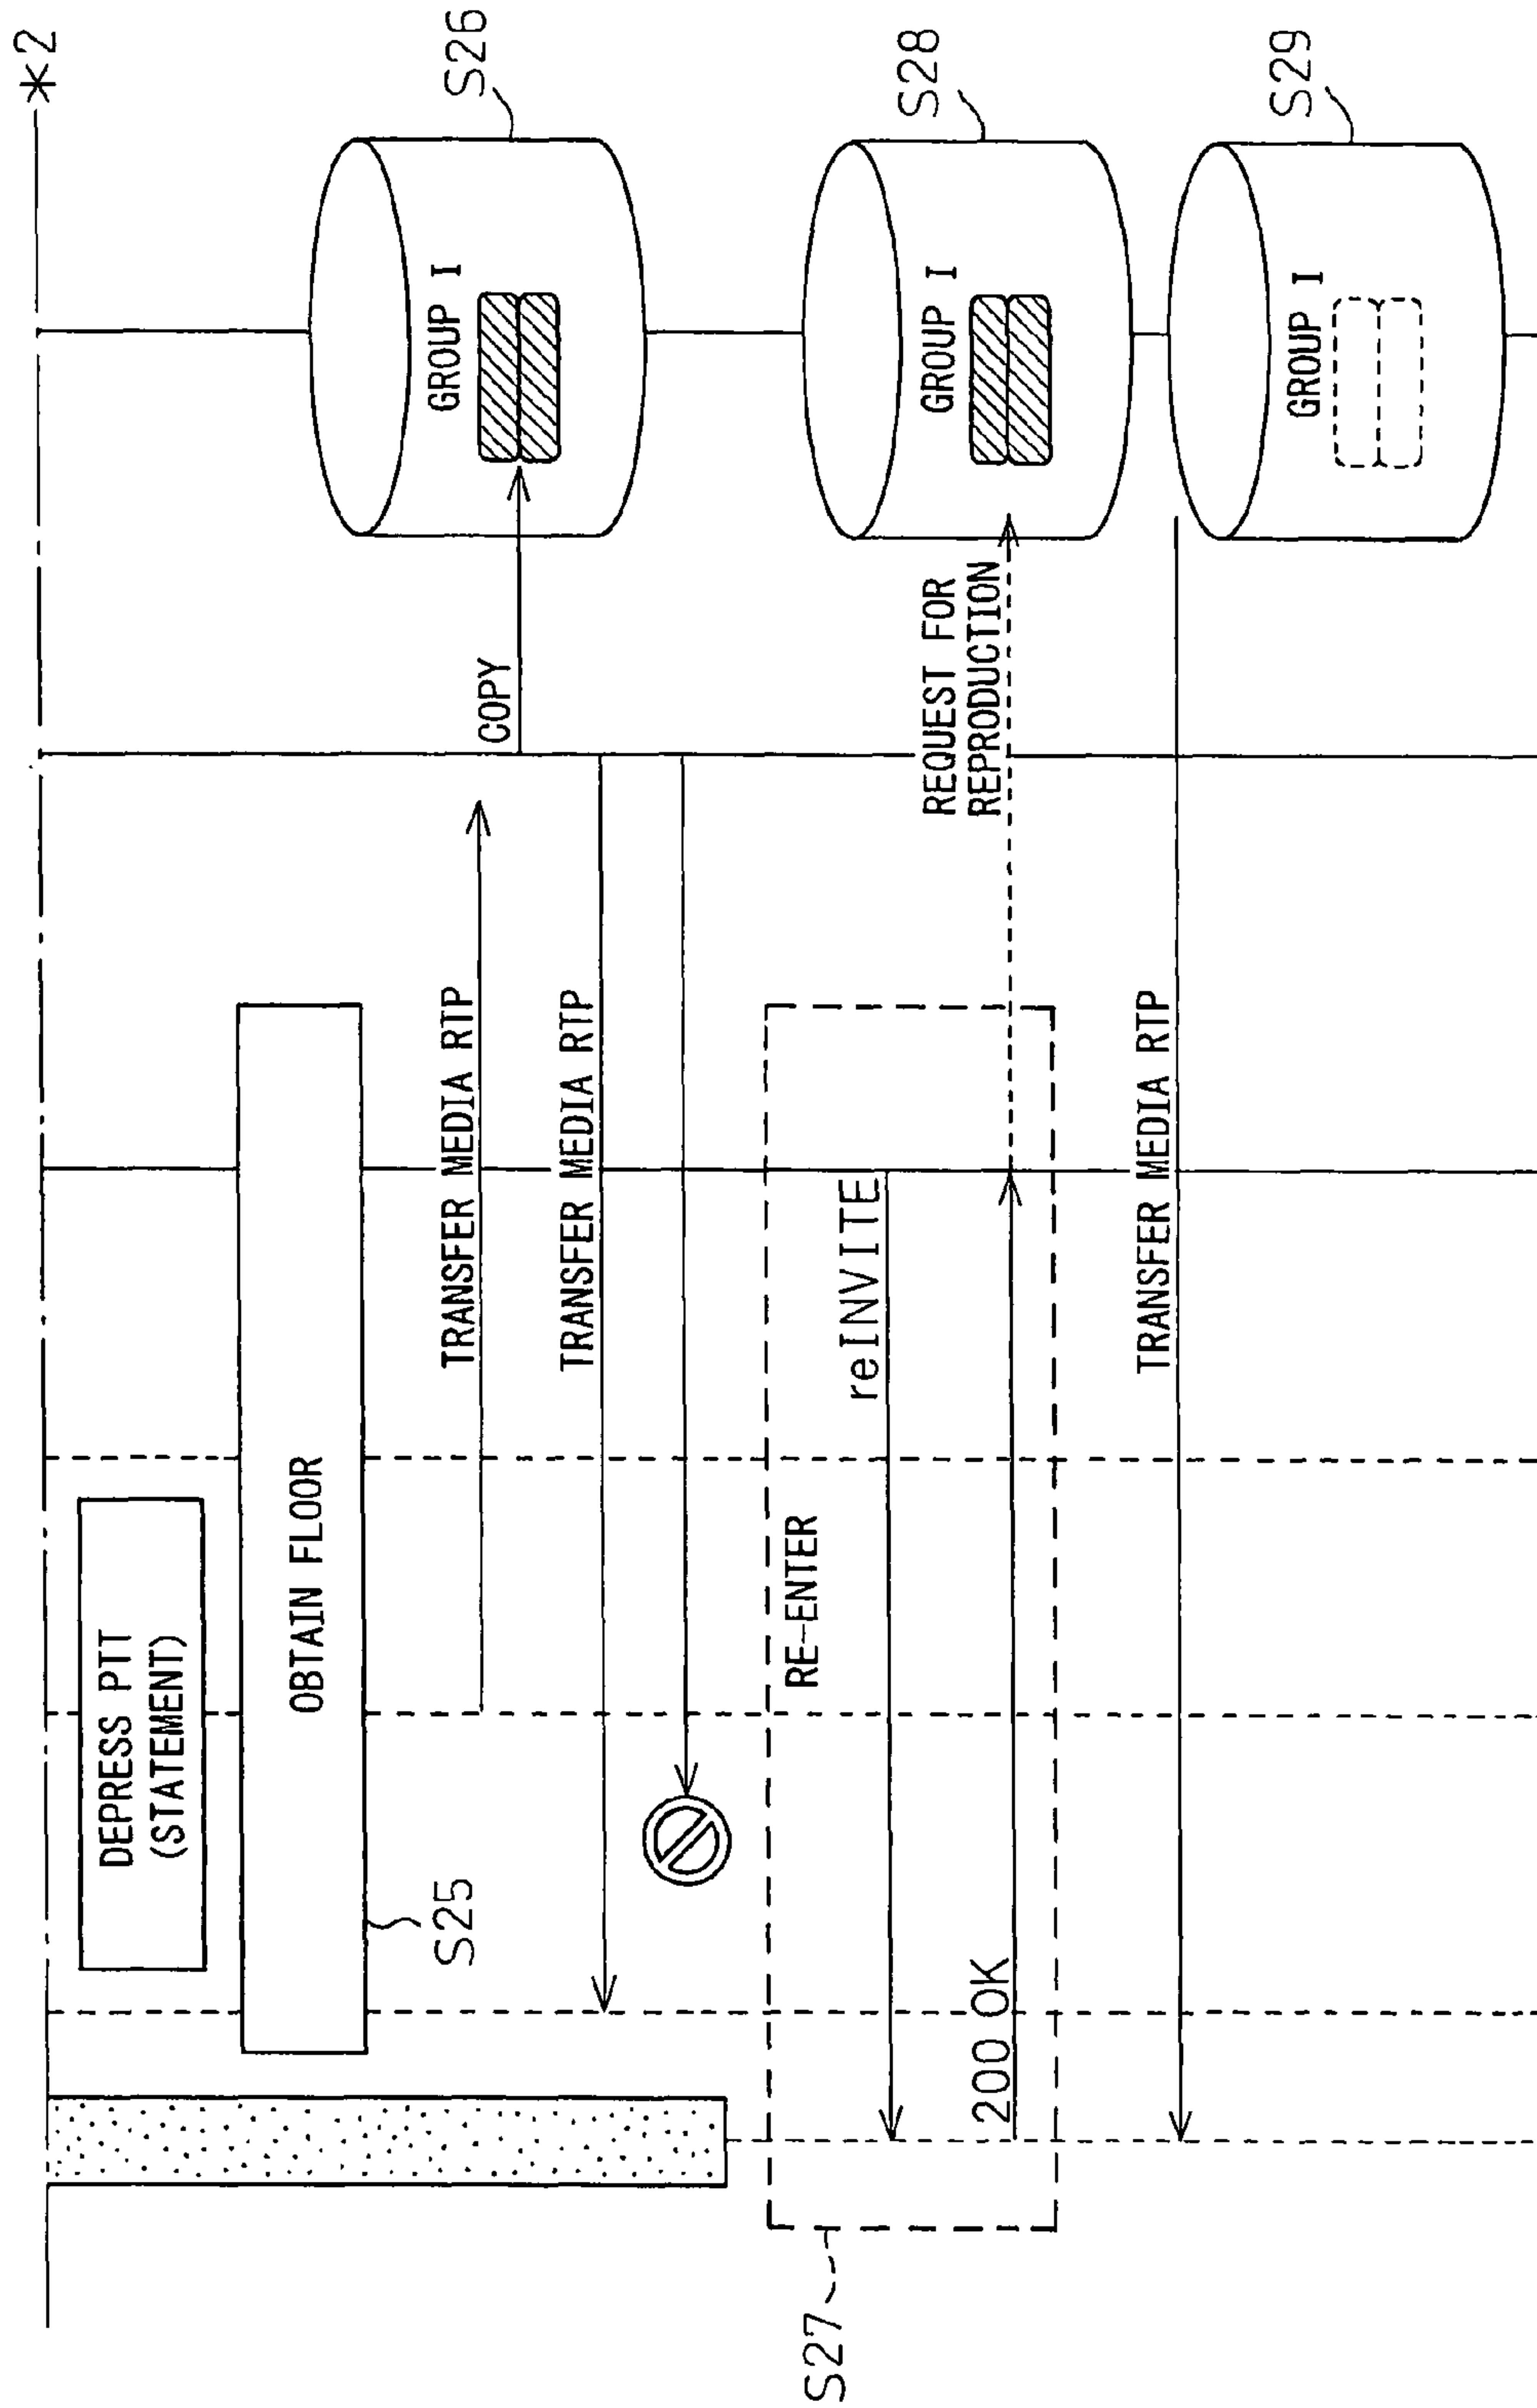 *2
DEPRESS PTT
(STATEMENT)
OBTAIN FLOOR
S25
TRANSFER MEDIA RTP
COPY
GROUP I
S26
TRANSFER MEDIA RTP
S27
RE-ENTER
reINVITE
200 OK
REQUEST FOR
REPRODUCTION
GROUP I
S28
TRANSFER MEDIA RTP
GROUP I
S29